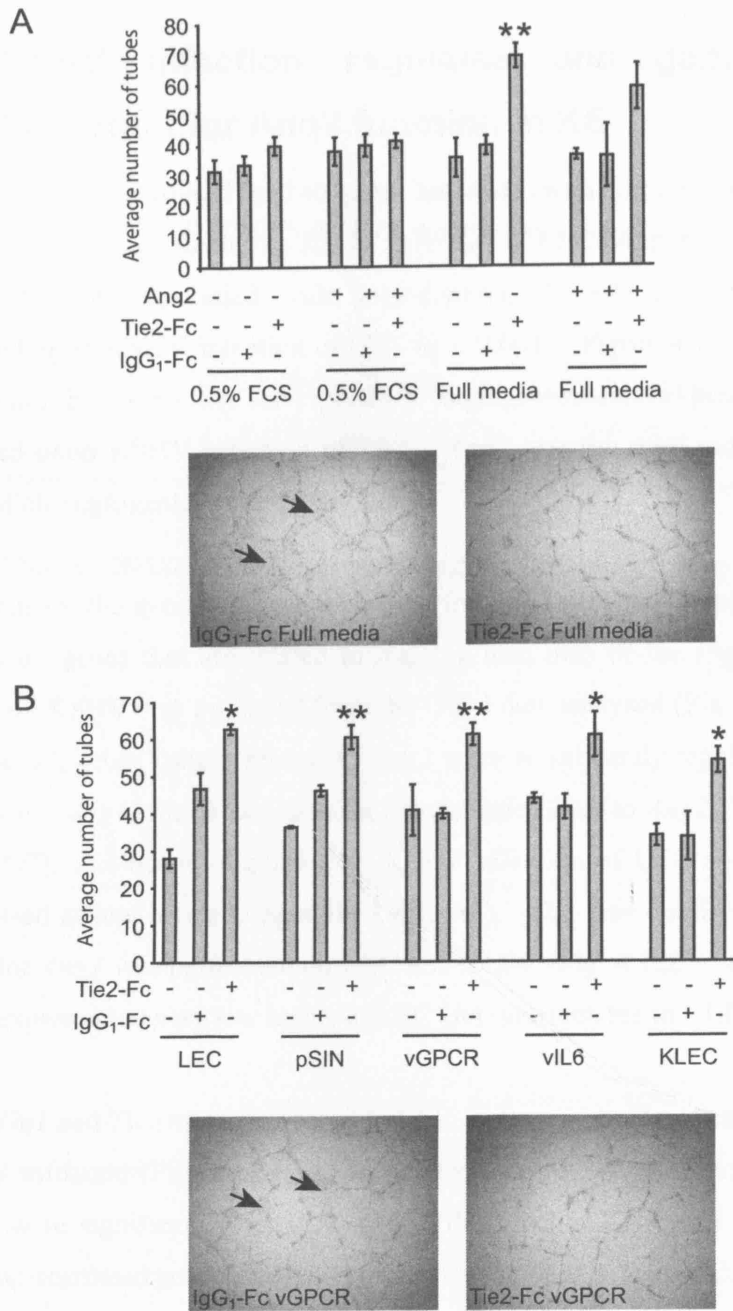 A
**
80
70
60
50
40
30
20
10
0
Average number of tubes
Ang2 - - - + + + - - - + + +
Tie2-Fc - - + - - + - - + - - +
IgG₁-Fc - + - - + - - + - - + -
0.5% FCS 0.5% FCS Full media Full media
IgG₁-Fc Full media Tie2-Fc Full media
B
* ** ** * *
70
60
50
40
30
20
10
0
Average number of tubes
Tie2-Fc - - + - - + - - + - - + - - +
IgG₁-Fc - + - - + - - + - - + - - + -
LEC pSIN vGPCR vIL6 KLEC
IgG₁-Fc vGPCR Tie2-Fc vGPCR